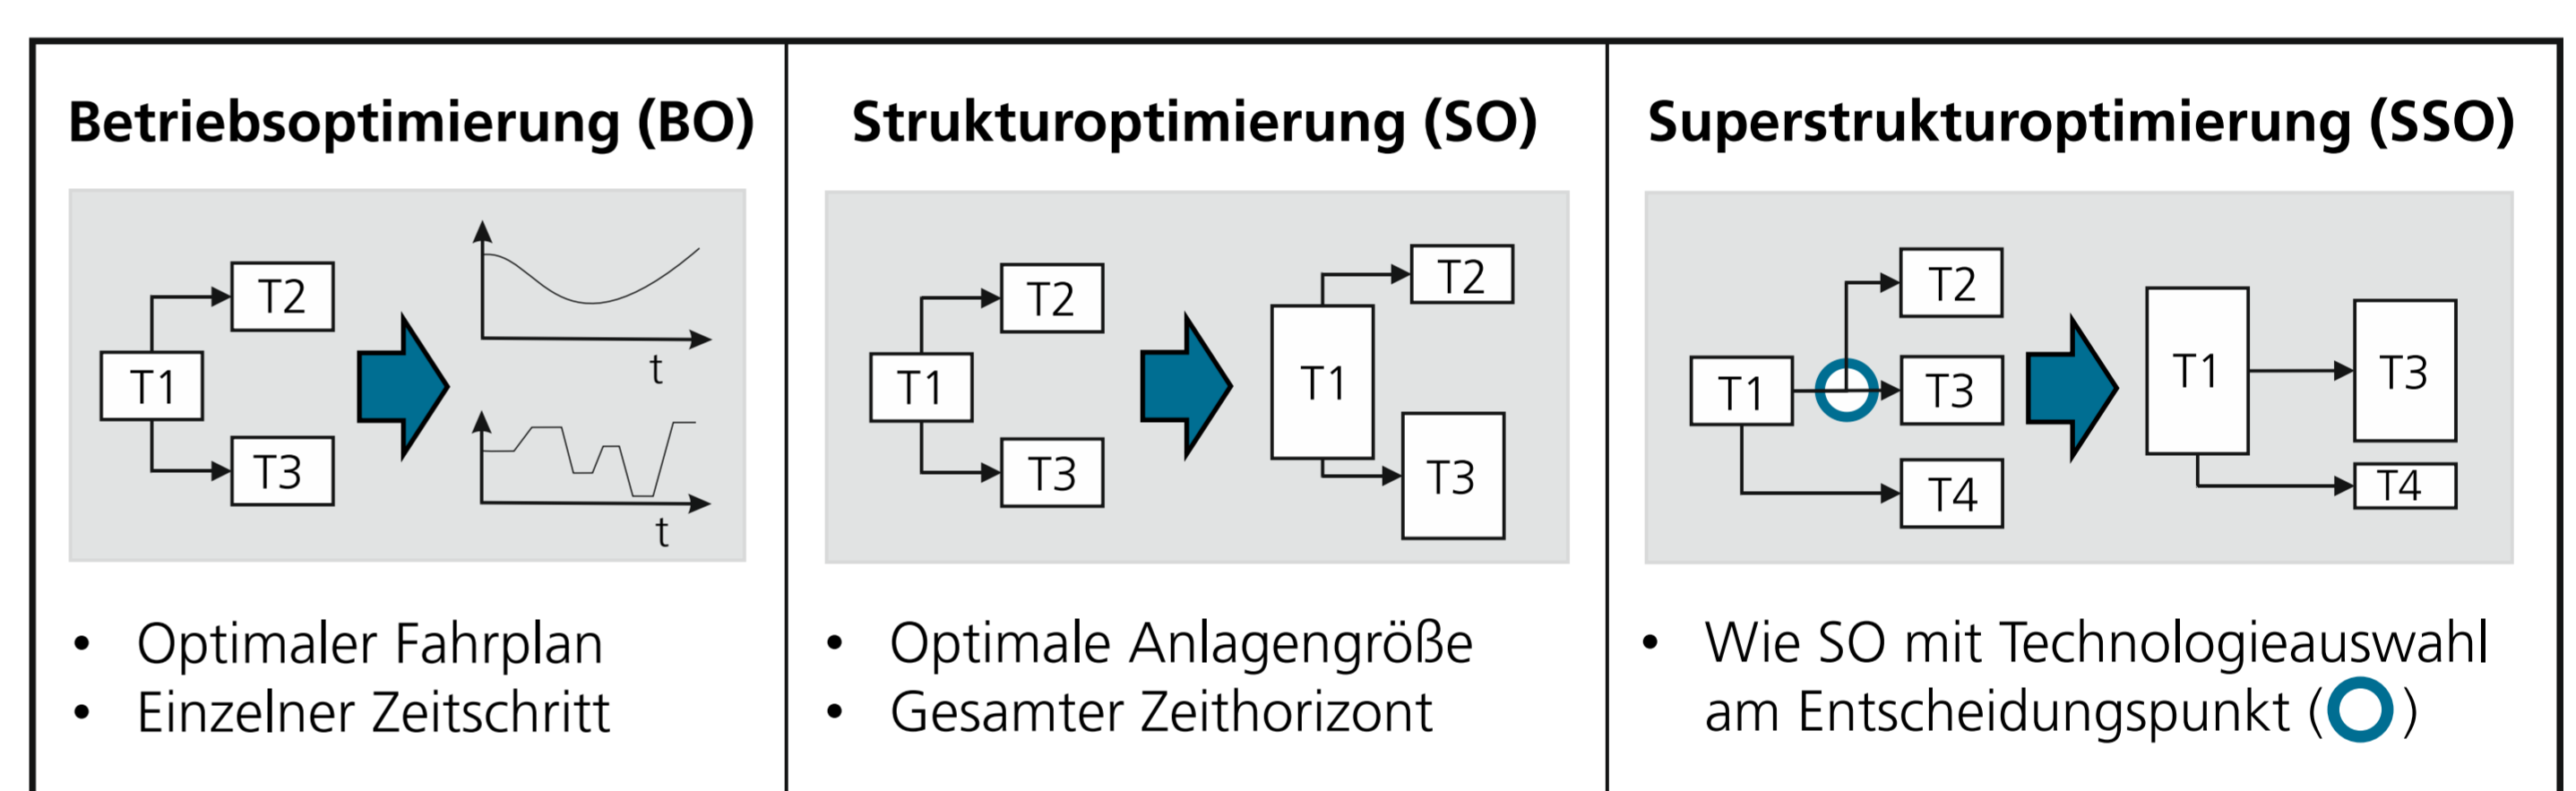 Betriebsoptimierung (BO)
T2
T1
T3
t
t
• Optimaler Fahrplan
• Einzelner Zeitschritt
Strukturoptimierung (SO)
T2
T1
T3
T2
T1
T3
• Optimale Anlagengröße
• Gesamter Zeithorizont
Superstrukturoptimierung (SSO)
T2
T1
T3
T4
T1
T3
T4
• Wie SO mit Technologieauswahl
am Entscheidungspunkt ( )